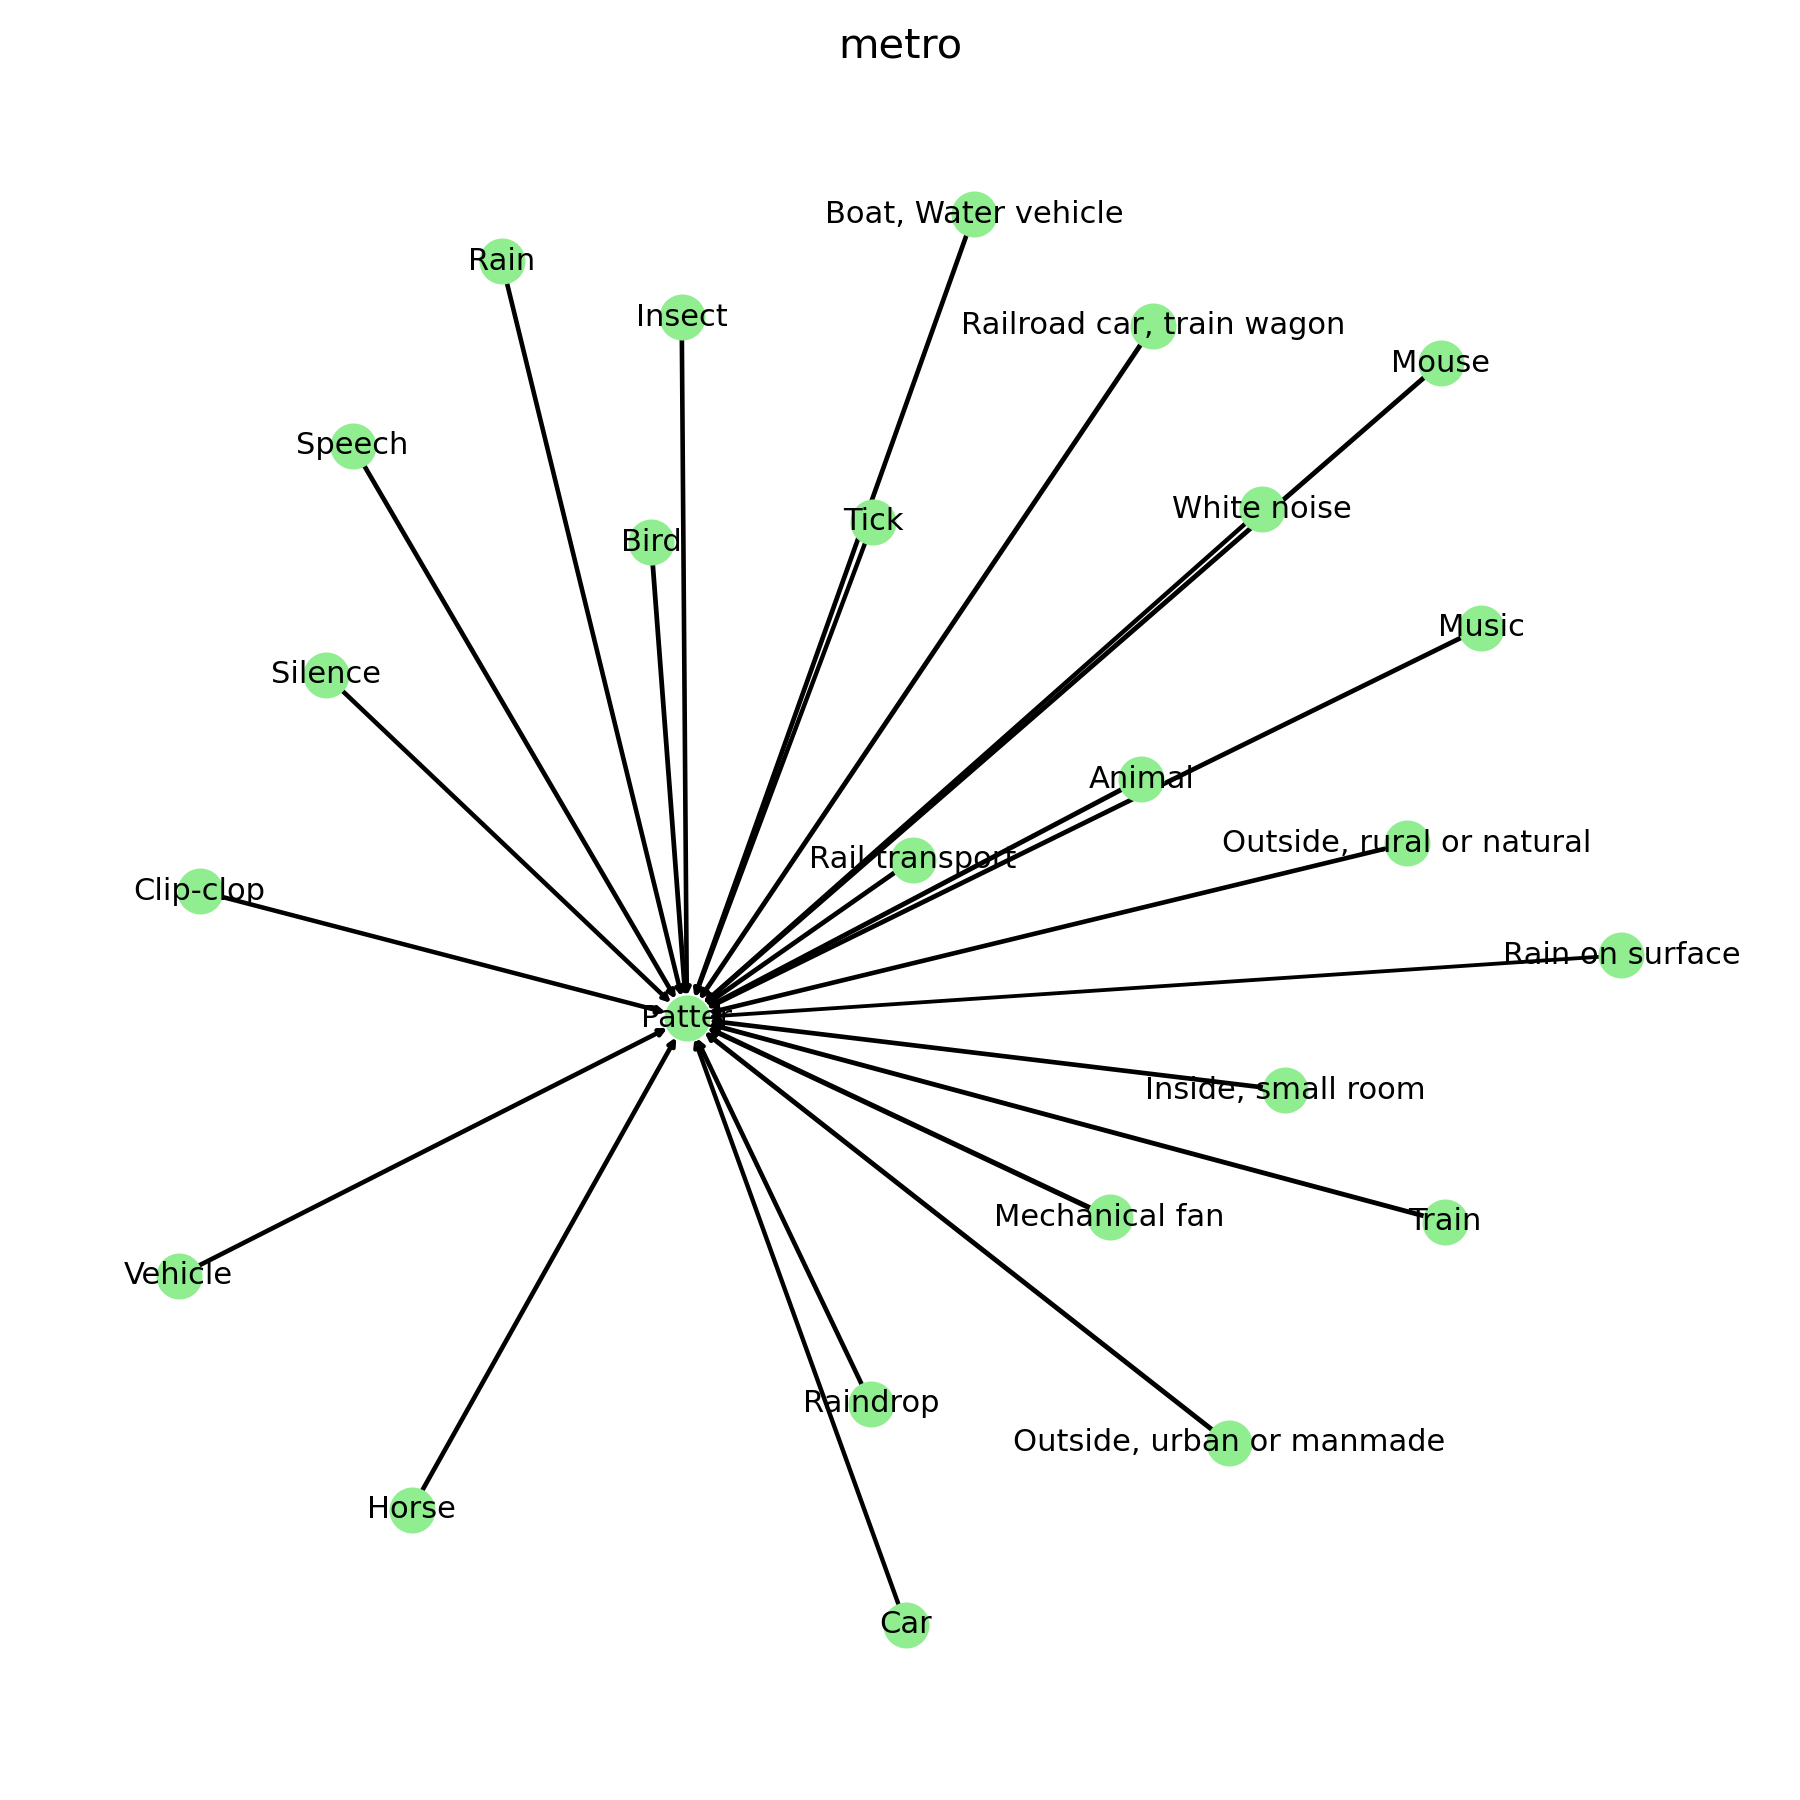 metro
Boat, Water vehicle
Rain
Insect
Railroad car, train wagon
Mouse
Speech
White noise
Tick
Bird
Music
Silence
Animal
Outside, rural or natural
Rail transport
Clip-clop
Rain on surface
Patter
Inside, small room
Mechanical fan
Train
Vehicle
Raindrop
Outside, urban or manmade
Horse
Car